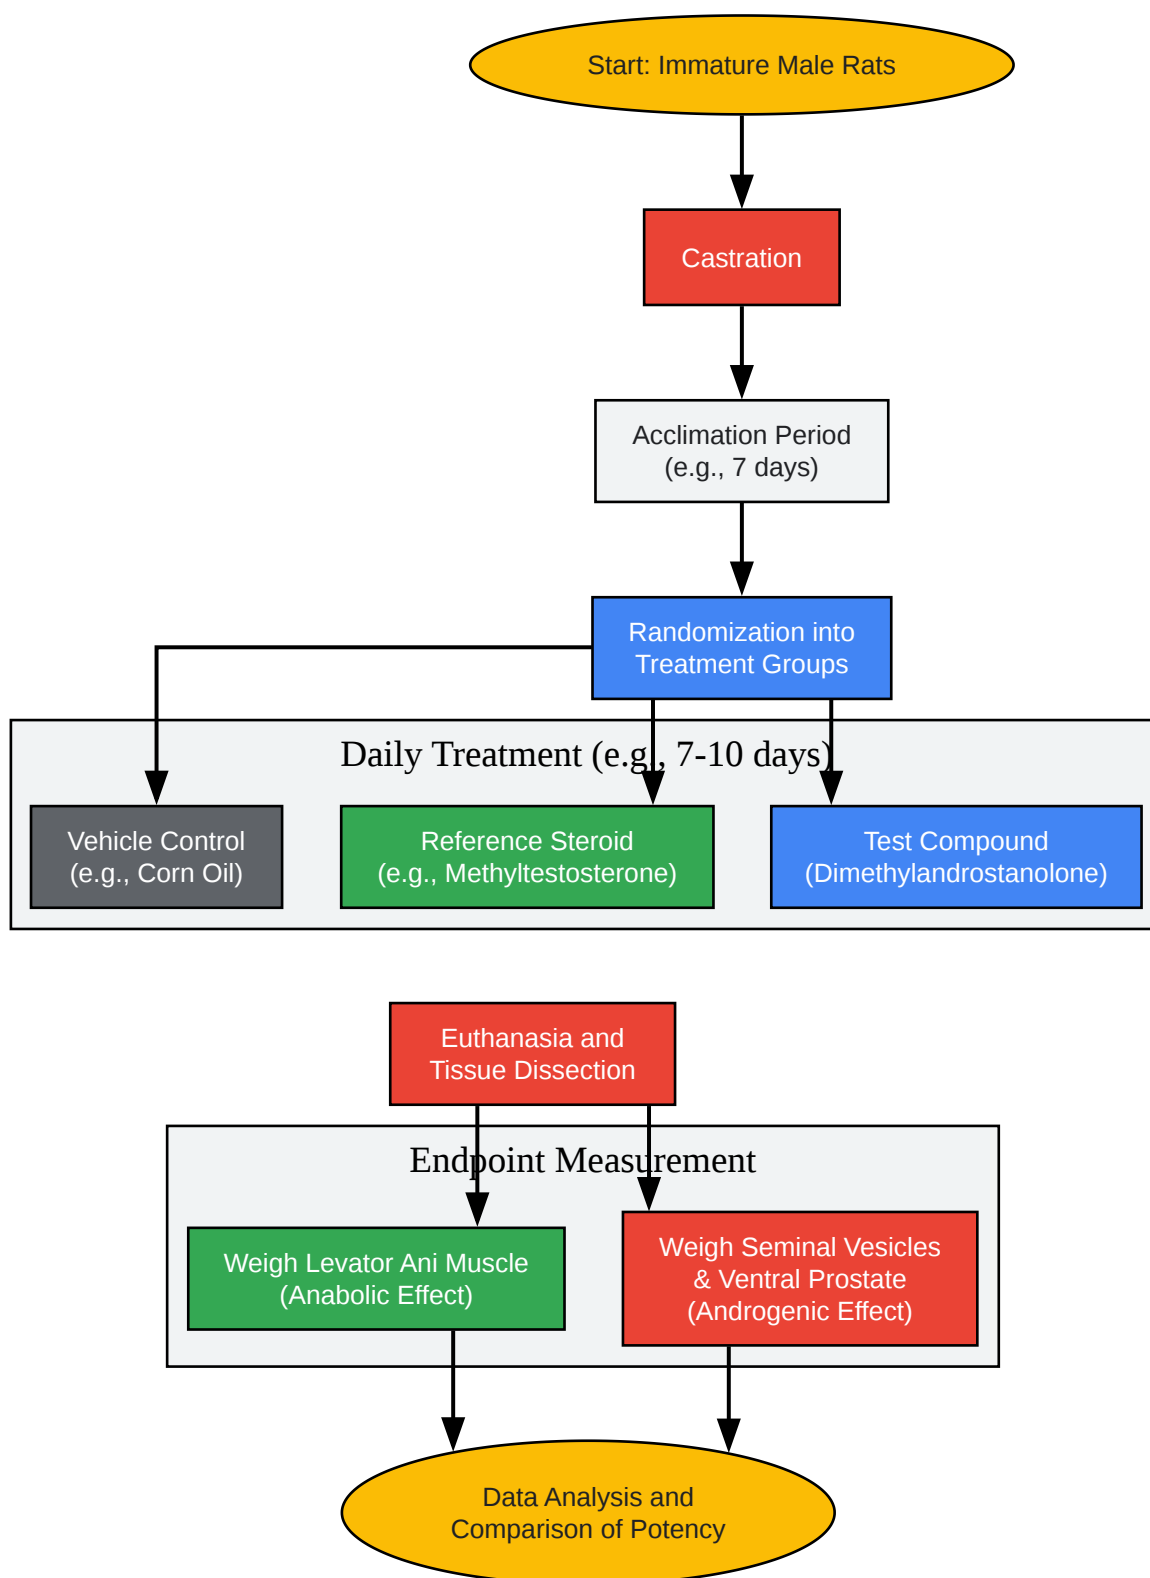 Start: Immature Male Rats
Castration
Acclimation Period
(e.g., 7 days)
Randomization into
Treatment Groups
Daily Treatment (e.g., 7-10 days)
Vehicle Control
(e.g., Corn Oil)
Reference Steroid
(e.g., Methyltestosterone)
Test Compound
(Dimethylandrostanolone)
Euthanasia and
Tissue Dissection
Endpoint Measurement
Weigh Levator Ani Muscle
(Anabolic Effect)
Weigh Seminal Vesicles
& Ventral Prostate
(Androgenic Effect)
Data Analysis and
Comparison of Potency